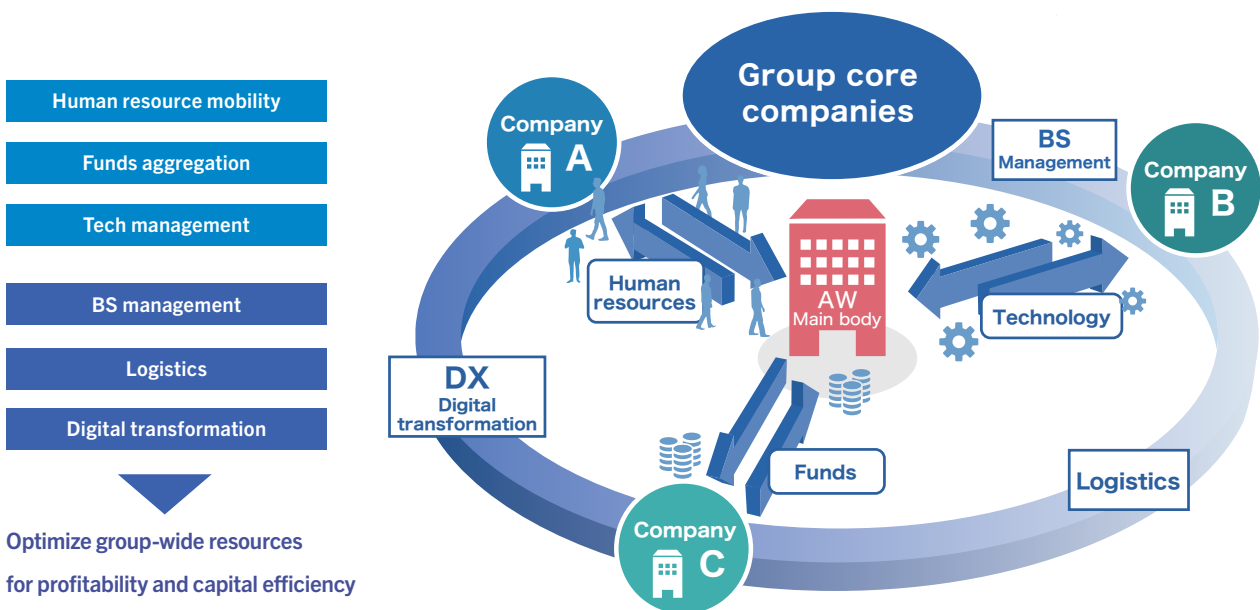 Human resource mobility
Funds aggregation
Tech management
BS management
Logistics
Digital transformation
Optimize group-wide resources
for profitability and capital efficiency
Group core
companies
Company
A
BS
Management
Company
B
Human
resources
AW
Main body
Technology
DX
Digital
transformation
Funds
Logistics
Company
C